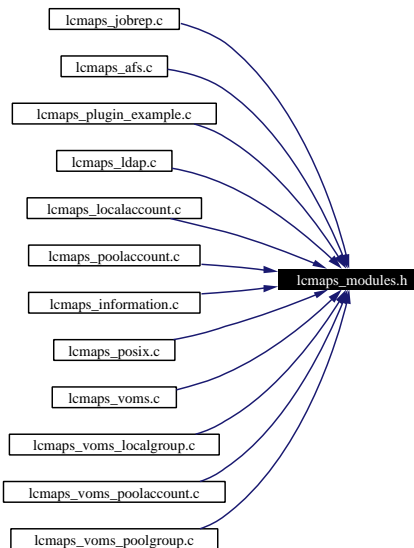 lcmaps_jobrep.c
lcmaps_afs.c
lcmaps_plugin_example.c
lcmaps_ldap.c
lcmaps_localaccount.c
lcmaps_poolaccount.c
lcmaps_modules.h
lcmaps_information.c
lcmaps_posix.c
lcmaps_voms.c
lcmaps_voms_localgroup.c
lcmaps_voms_poolaccount.c
lcmaps_voms_poolgroup.c